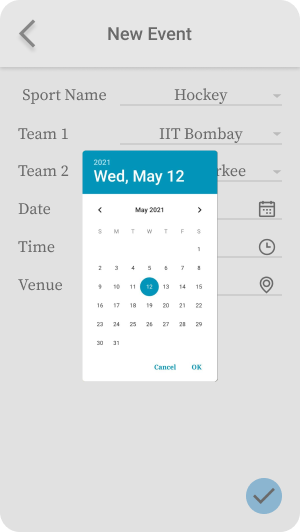 New Event
Sport Name Hockey
Team 1 IIT Bombay
Team 2
Date
Time
Venue
2021
Wed, May 12
May 2021
S M T W T F S
1
2 3 4 5 6 7 8
9 10 11 12 13 14 15
16 17 18 19 20 21 22
23 24 25 26 27 28 29
30 31
Cancel OK